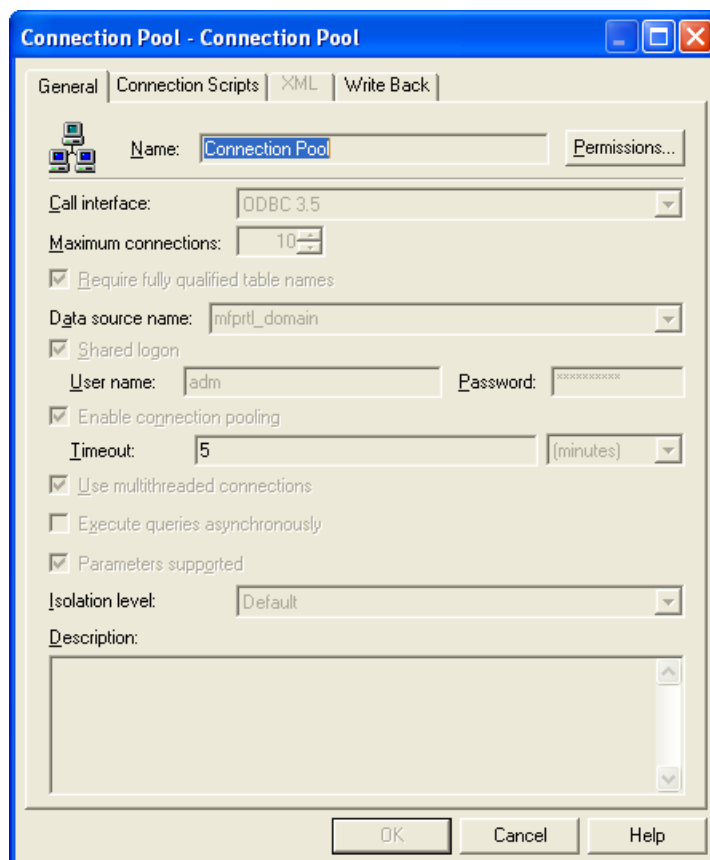 Connection Pool - Connection Pool
General Connection Scripts XML Write Back
Name: Connection Pool Permissions...
Call interface: ODBC 3.5
Maximum connections: 10
Require fully qualified table names
Data source name: mfprtl_domain
Shared logon
User name: adm Password: **********
Enable connection pooling
Timeout: 5 (minutes)
Use multithreaded connections
Execute queries asynchronously
Parameters supported
Isolation level: Default
Description:
OK Cancel Help